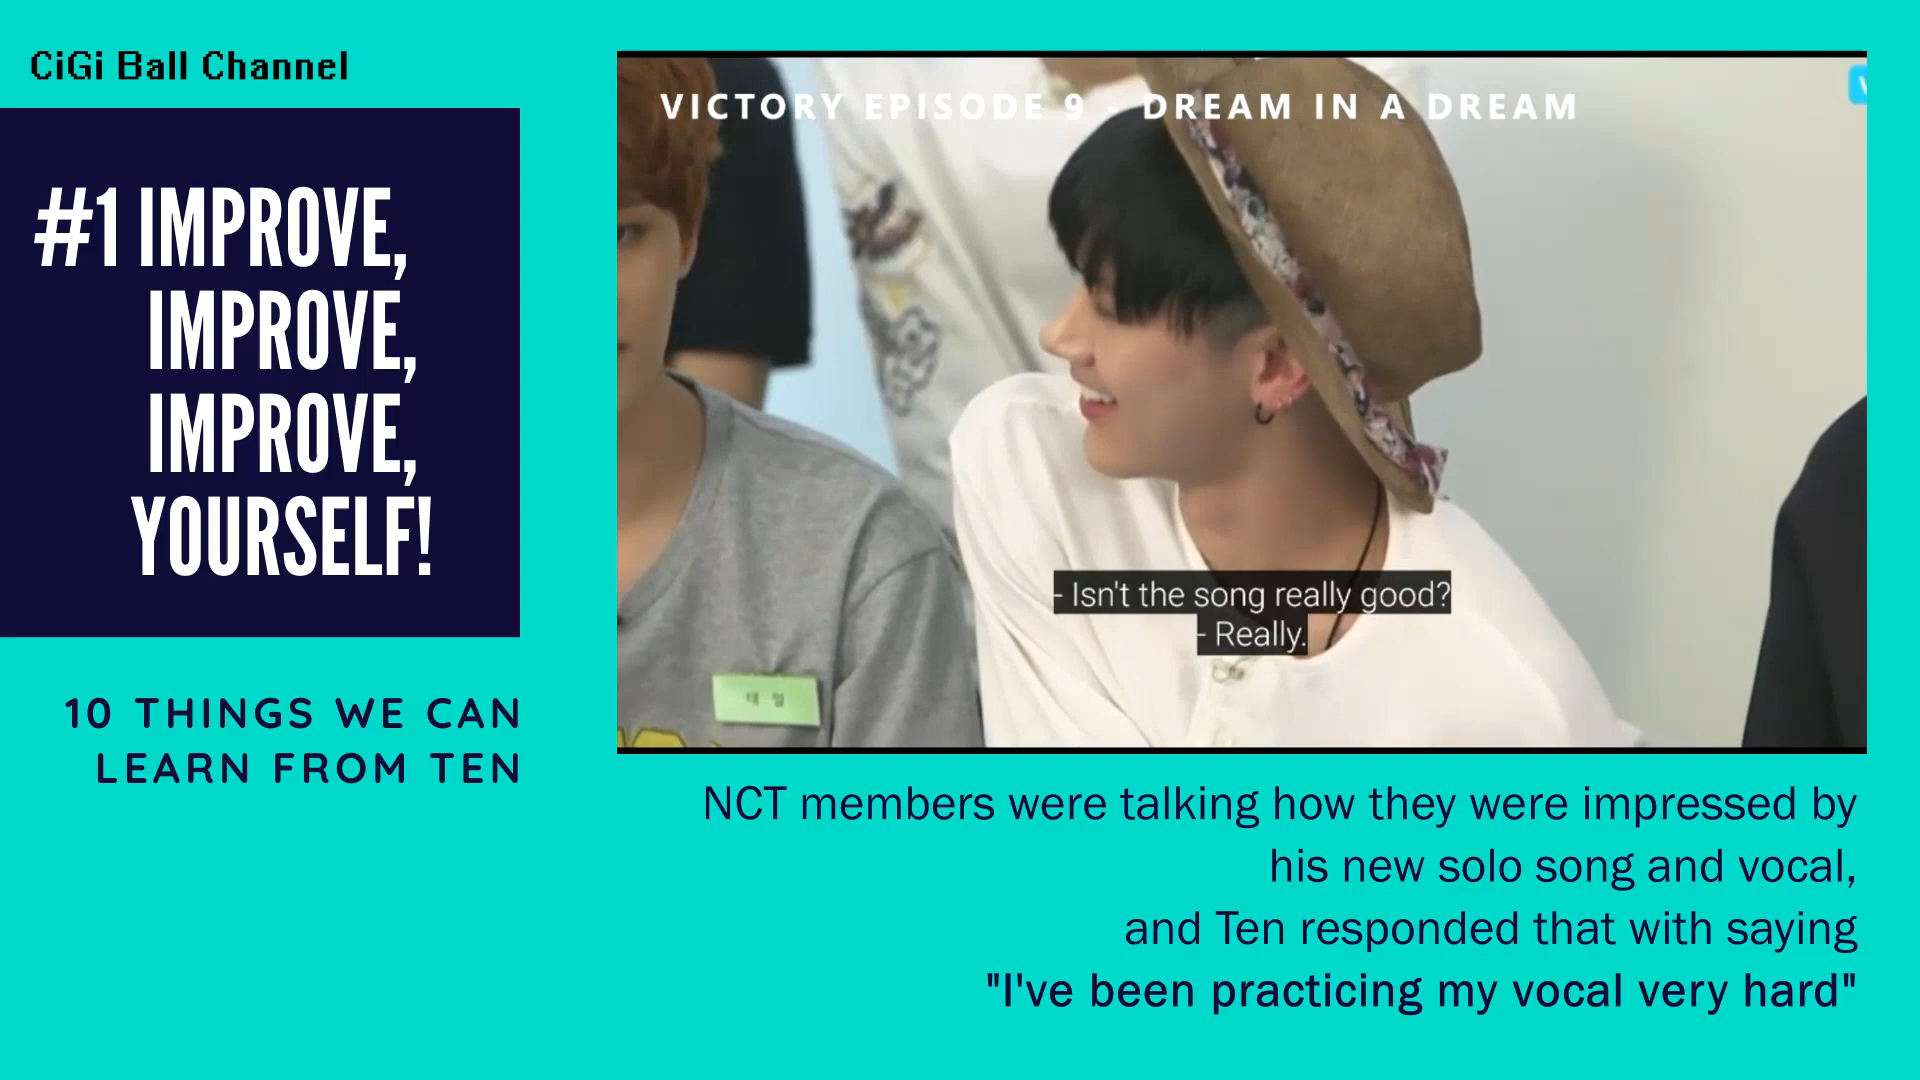 CiGi Ball Channel
#1 IMPROVE,
IMPROVE,
IMPROVE,
YOURSELF!
10 THINGS WE CAN
LEARN FROM TEN
VICTORY EPISODE 9 - DREAM IN A DREAM
- Isn't the song really good?
- Really.
태 일
NCT members were talking how they were impressed by
his new solo song and vocal,
and Ten responded that with saying
"I've been practicing my vocal very hard"